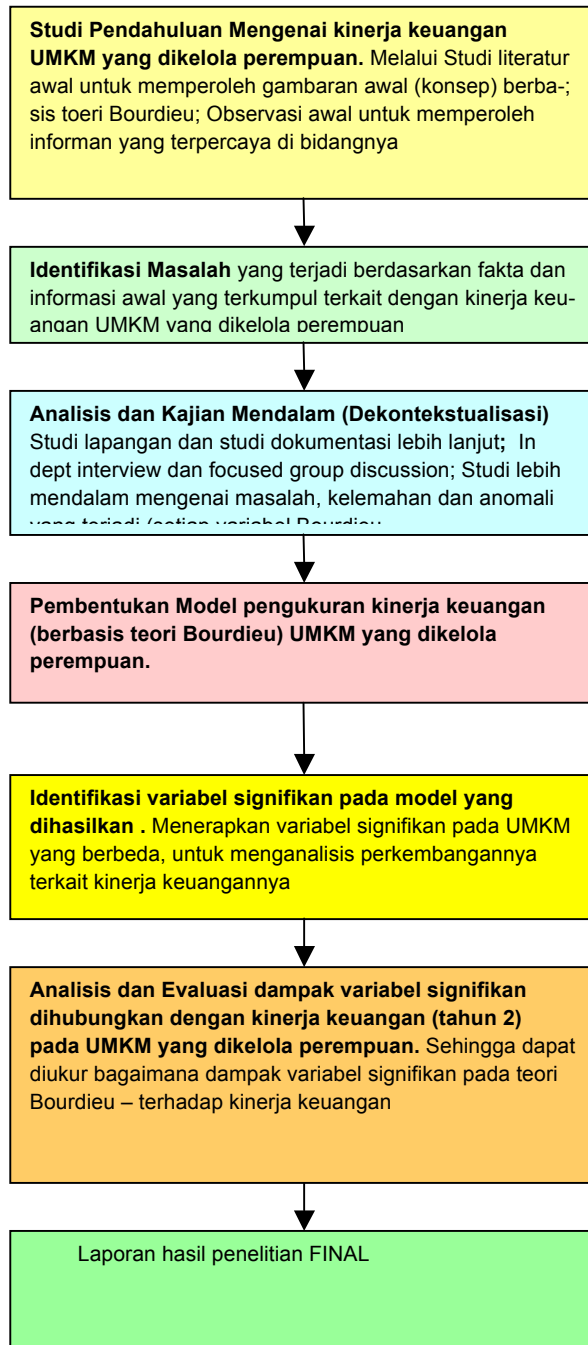 Studi Pendahuluan Mengenai kinerja keuangan
UMKM yang dikelola perempuan. Melalui Studi literatur
awal untuk memperoleh gambaran awal (konsep) berba-;
sis toeri Bourdieu; Observasi awal untuk memperoleh
informan yang terpercaya di bidangnya
Identifikasi Masalah yang terjadi berdasarkan fakta dan
informasi awal yang terkumpul terkait dengan kinerja keu-
angan UMKM yang dikelola perempuan
Analisis dan Kajian Mendalam (Dekontekstualisasi)
Studi lapangan dan studi dokumentasi lebih lanjut; In
dept interview dan focused group discussion; Studi lebih
mendalam mengenai masalah, kelemahan dan anomali
yang terjadi (setiap variabel Bourdieu
Pembentukan Model pengukuran kinerja keuangan
(berbasis teori Bourdieu) UMKM yang dikelola
perempuan.
Identifikasi variabel signifikan pada model yang
dihasilkan . Menerapkan variabel signifikan pada UMKM
yang berbeda, untuk menganalisis perkembangannya
terkait kinerja keuangannya
Analisis dan Evaluasi dampak variabel signifikan
dihubungkan dengan kinerja keuangan (tahun 2)
pada UMKM yang dikelola perempuan. Sehingga dapat
diukur bagaimana dampak variabel signifikan pada teori
Bourdieu – terhadap kinerja keuangan
Laporan hasil penelitian FINAL